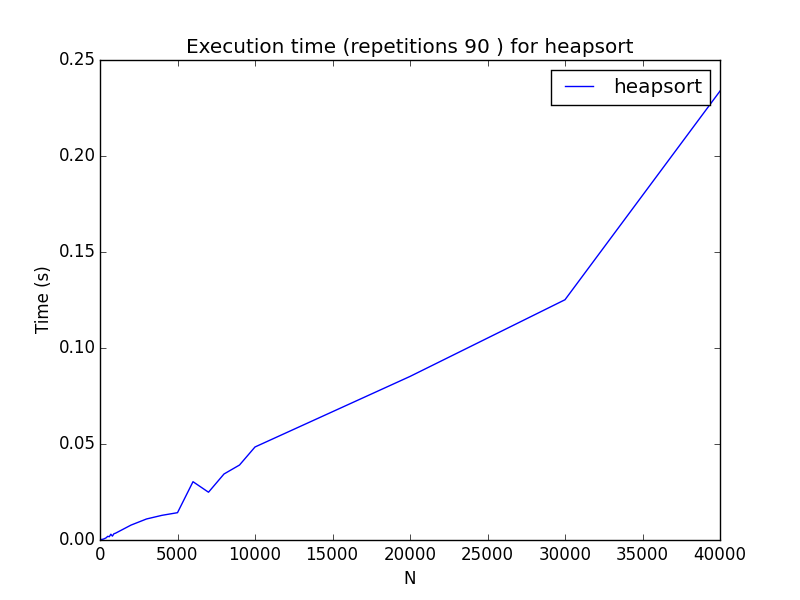 Execution time (repetitions 90 ) for heapsort
heapsort
0.25
0.20
0.15
0.10
0.05
0.00
Time (s)
0 5000 10000 15000 20000 25000 30000 35000 40000
N